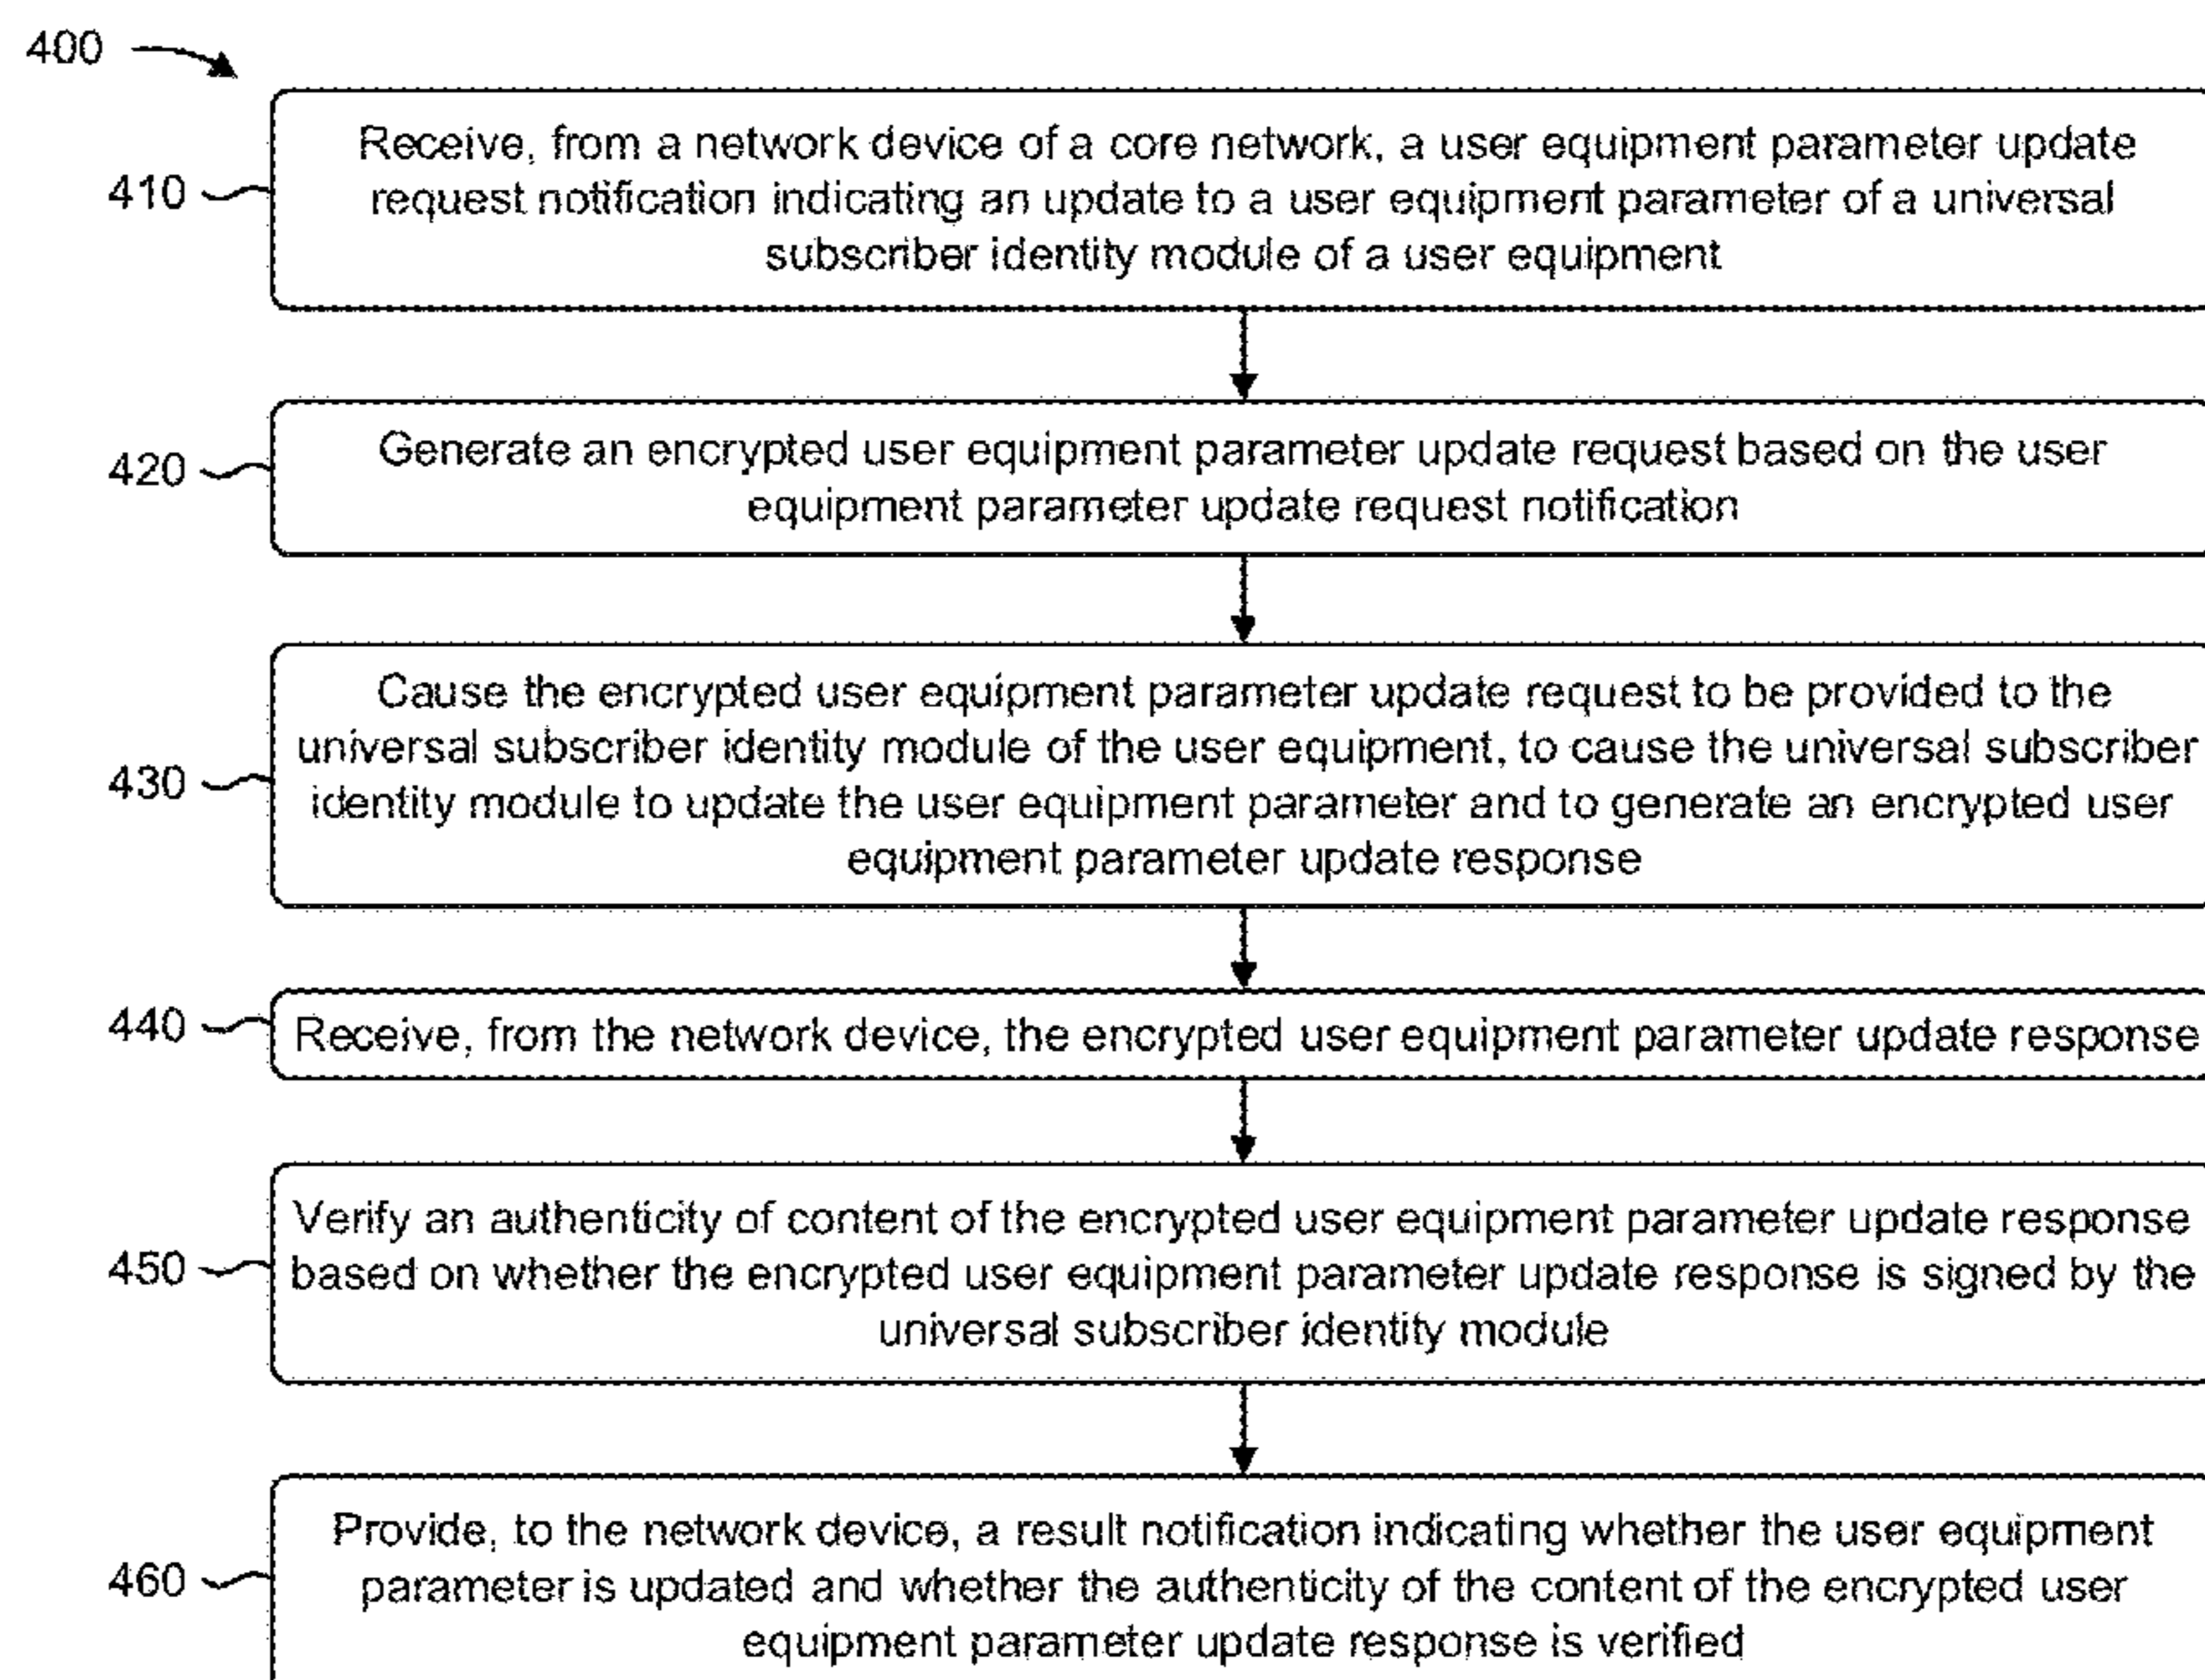 400
410
Receive, from a network device of a core network, a user equipment parameter update
request notification indicating an update to a user equipment parameter of a universal
subscriber identity module of a user equipment
420
Generate an encrypted user equipment parameter update request based on the user
equipment parameter update request notification
430
Cause the encrypted user equipment parameter update request to be provided to the
universal subscriber identity module of the user equipment, to cause the universal subscriber
identity module to update the user equipment parameter and to generate an encrypted user
equipment parameter update response
440
Receive, from the network device, the encrypted user equipment parameter update response
450
Verify an authenticity of content of the encrypted user equipment parameter update response
based on whether the encrypted user equipment parameter update response is signed by the
universal subscriber identity module
460
Provide, to the network device, a result notification indicating whether the user equipment
parameter is updated and whether the authenticity of the content of the encrypted user
equipment parameter update response is verified